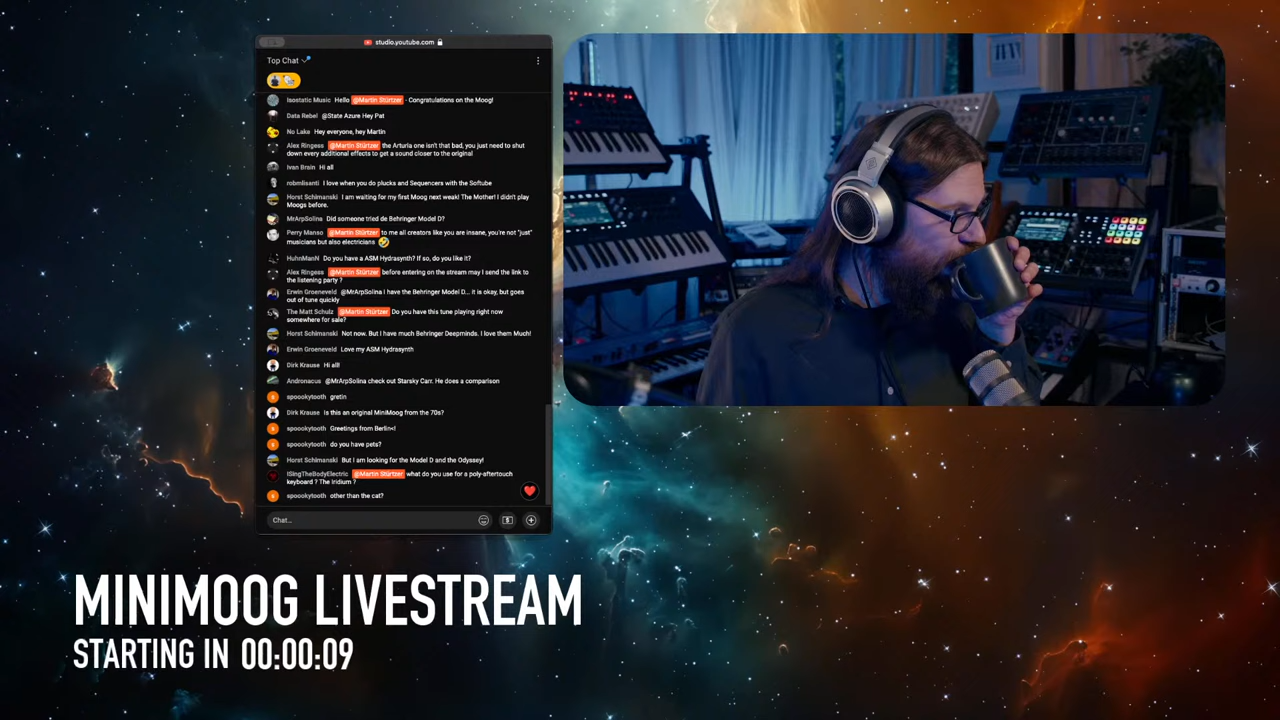 studio.youtube.com
Top Chat
Isostatic Music Hello @Martin Stürtzer - Congratulations on the Moog!
Data Rebel @State Azure Hey Pat
No Lake Hey everyone, hey Martin
Alex Ringess @Martin Stürtzer the Arturia one isn't that bad, you just need to shut
down every additional effects to get a sound closer to the original
Ivan Brain Hi all
robmlisanti I love when you do plucks and Sequencers with the Softube
Horst Schimanski I am waiting for my first Moog next weak! The Mother! I didn't play
Moogs before.
MrArpSolina Did someone tried de Behringer Model D?
Perry Manso @Martin Stürtzer to me all creators like you are insane, you're not "just"
musicians but also electricians 🤣
HuhnManN Do you have a ASM Hydrasynth? If so, do you like it?
Alex Ringess @Martin Stürtzer before entering on the stream may I send the link to
the listening party ?
Erwin Groeneveld @MrArpSolina I have the Behringer Model D... it is okay, but goes
out of tune quickly
The Matt Schulz @Martin Stürtzer Do you have this tune playing right now
somewhere for sale?
Horst Schimanski Not now. But I have much Behringer Deepminds. I love them Much!
Erwin Groeneveld Love my ASM Hydrasynth
Dirk Krause Hi all!
Andronacus @MrArpSolina check out Starsky Carr. He does a comparison
spoookytooth gretin
Dirk Krause Is this an original MiniMoog from the 70s?
spoookytooth Greetings from Berlin<!
spoookytooth do you have pets?
Horst Schimanski But I am looking for the Model D and the Odyssey!
ISingTheBodyElectric @Martin Stürtzer what do you use for a poly-aftertouch
keyboard ? The Iridium ?
spoookytooth other than the cat?
Chat...
MINIMOOG LIVESTREAM
STARTING IN 00:00:09